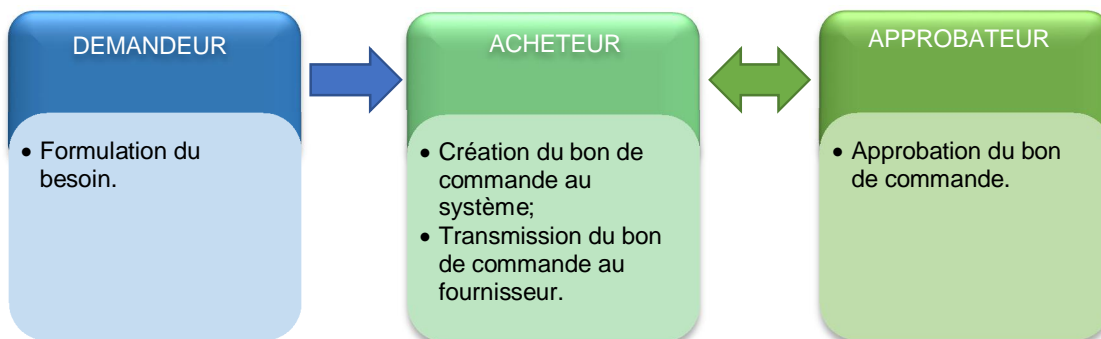 DEMANDEUR
• Formulation du
besoin.
ACHETEUR
• Création du bon de
commande au
système;
• Transmission du bon
de commande au
fournisseur.
APPROBATEUR
• Approbation du bon
de commande.